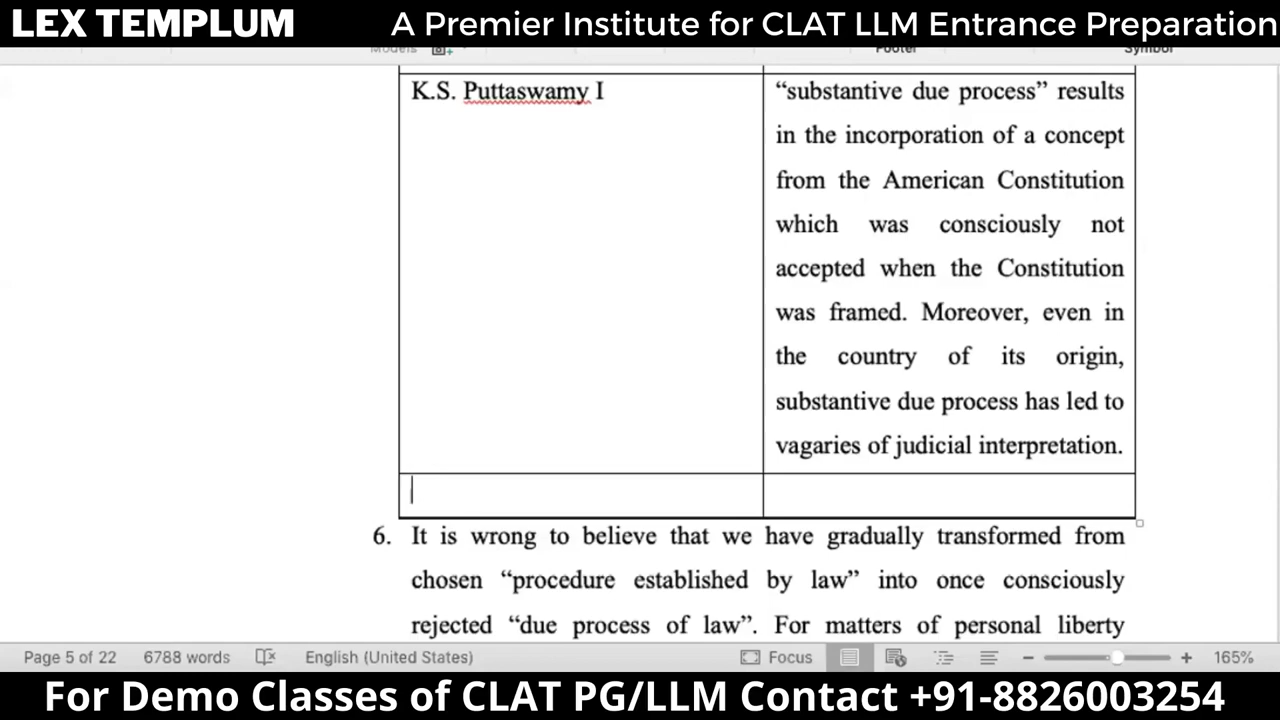 LEX TEMPLUM
A Premier Institute for CLAT LLM Entrance Preparation
Models
Footer
Symbol
K.S. Puttaswamy I
“substantive due process” results
in the incorporation of a concept
from the American Constitution
which was consciously not
accepted when the Constitution
was framed. Moreover, even in
the country of its origin,
substantive due process has led to
vagaries of judicial interpretation.
6. It is wrong to believe that we have gradually transformed from
chosen “procedure established by law” into once consciously
rejected “due process of law”. For matters of personal liberty
Page 5 of 22
6788 words
English (United States)
Focus
165%
For Demo Classes of CLAT PG/LLM Contact +91-8826003254